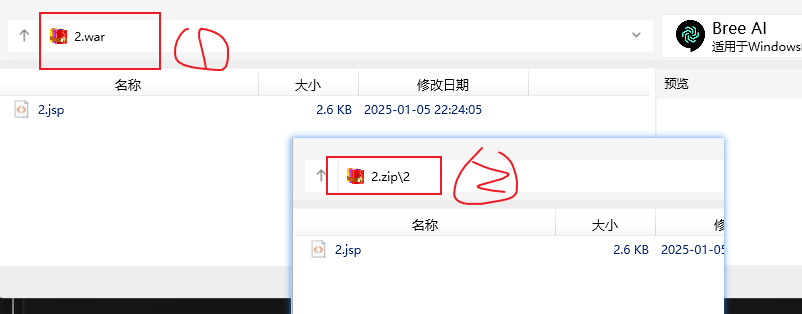 2.war
①
Bree AI
适用于Windows
名称 大小 修改日期 预览
2.jsp 2.6 KB 2025-01-05 22:24:05
2.zip\2
②
名称 大小
2.jsp 2.6 KB 2025-01-05